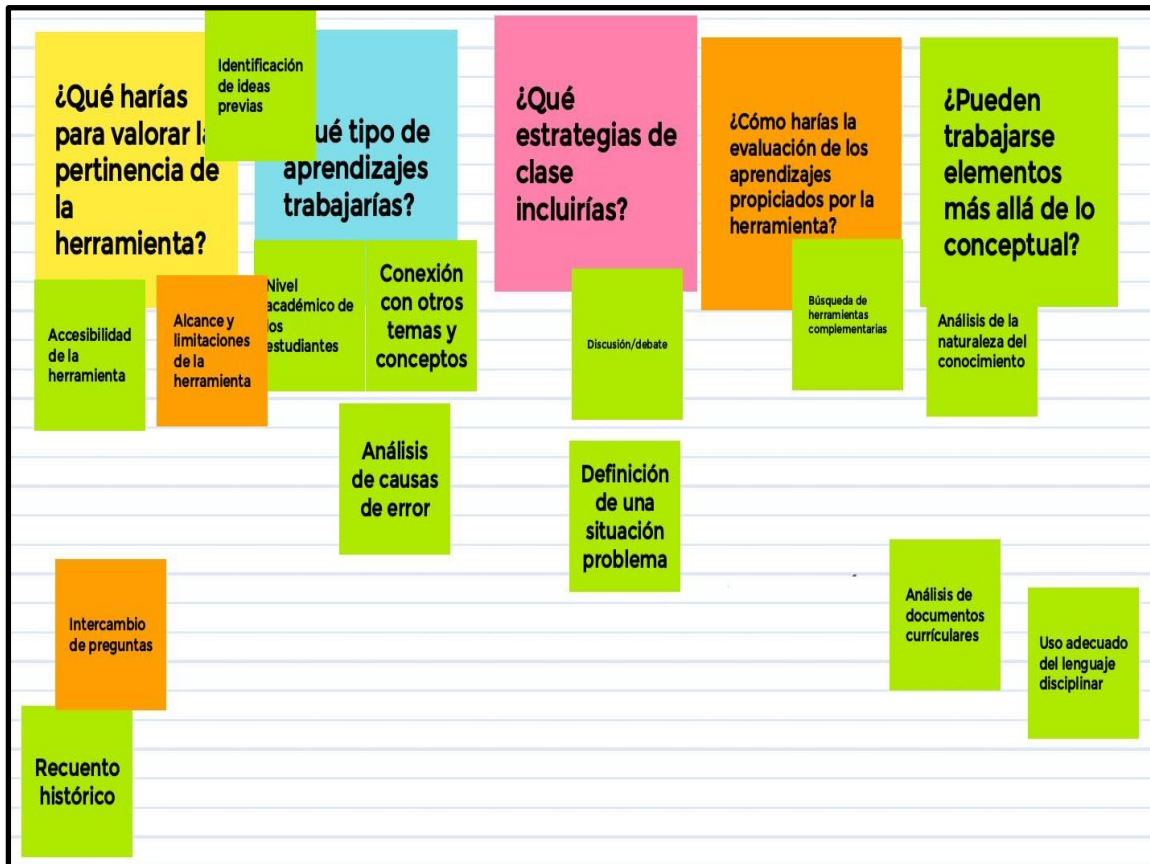 ¿Qué harías
para valorar la
pertinencia de
la
herramienta?
Identificación
de ideas
previas
ué tipo de
aprendizajes
trabajarías?
¿Qué
estrategias de
clase
incluirías?
¿Cómo harías la
evaluación de los
aprendizajes
propiciados por la
herramienta?
¿Pueden
trabajarse
elementos
más allá de lo
conceptual?
Accesibilidad
de la
herramienta
Alcance y
limitaciones
de la
herramienta
Nivel
académico de
los
estudiantes
Conexión
con otros
temas y
conceptos
Discusión/debate
Búsqueda de
herramientas
complementarias
Análisis de la
naturaleza del
conocimiento
Análisis
de causas
de error
Definición
de una
situación
problema
Intercambio
de preguntas
Análisis de
documentos
currículares
Uso adecuado
del lenguaje
disciplinar
Recuento
histórico